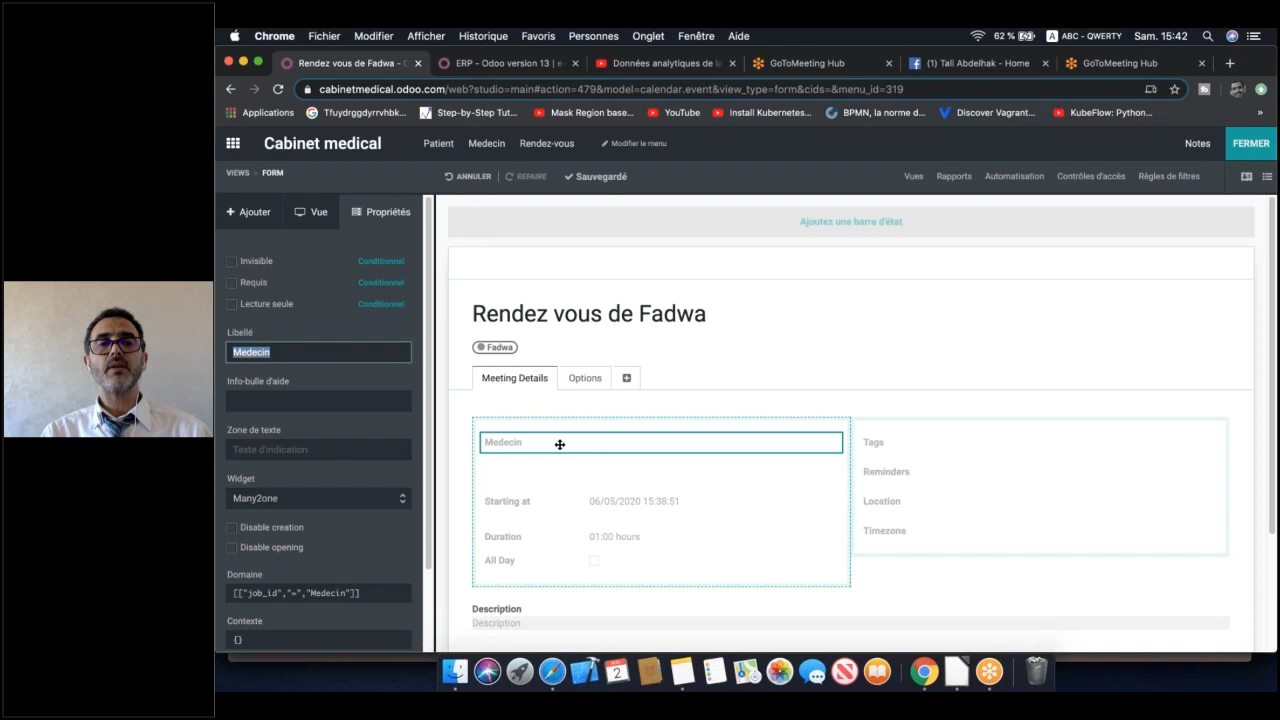 Chrome Fichier Modifier Afficher Historique Favoris Personnes Onglet Fenêtre Aide 62 % A ABC - QWERTY Sam. 15:42
Rendez vous de Fadwa - O ERP - Odoo version 13 | e Données analytiques de la GoToMeeting Hub (1) Tali Abdelhak - Home GoToMeeting Hub
cabinetmedical.odoo.com/web?studio=main#action=479&model=calendar.event&view_type=form&cids=&menu_id=319
Applications Tfuydrggdyrrvhbk... Step-by-Step Tut... Mask Region base... YouTube Install Kubernetes... BPMN, la norme d... Discover Vagrant... KubeFlow: Python... »
Cabinet medical Patient Medecin Rendez-vous Modifier le menu Notes FERMER
VIEWS > FORM ANNULER REFAIRE Sauvegardé Vues Rapports Automatisation Contrôles d'accès Règles de filtres
Ajouter Vue Propriétés
Ajoutez une barre d'état
Invisible Conditionnel
Requis Conditionnel
Lecture seule Conditionnel
Libellé
Medecin
Info-bulle d'aide
Zone de texte
Texte d'indication
Widget
Many2one
Disable creation
Disable opening
Domaine
[["job_id","=","Medecin"]]
Contexte
{}
Rendez vous de Fadwa
Fadwa
Meeting Details Options
Medecin
Starting at 06/05/2020 15:38:51
Duration 01:00 hours
All Day
Tags
Reminders
Location
Timezone
Description
Description
2